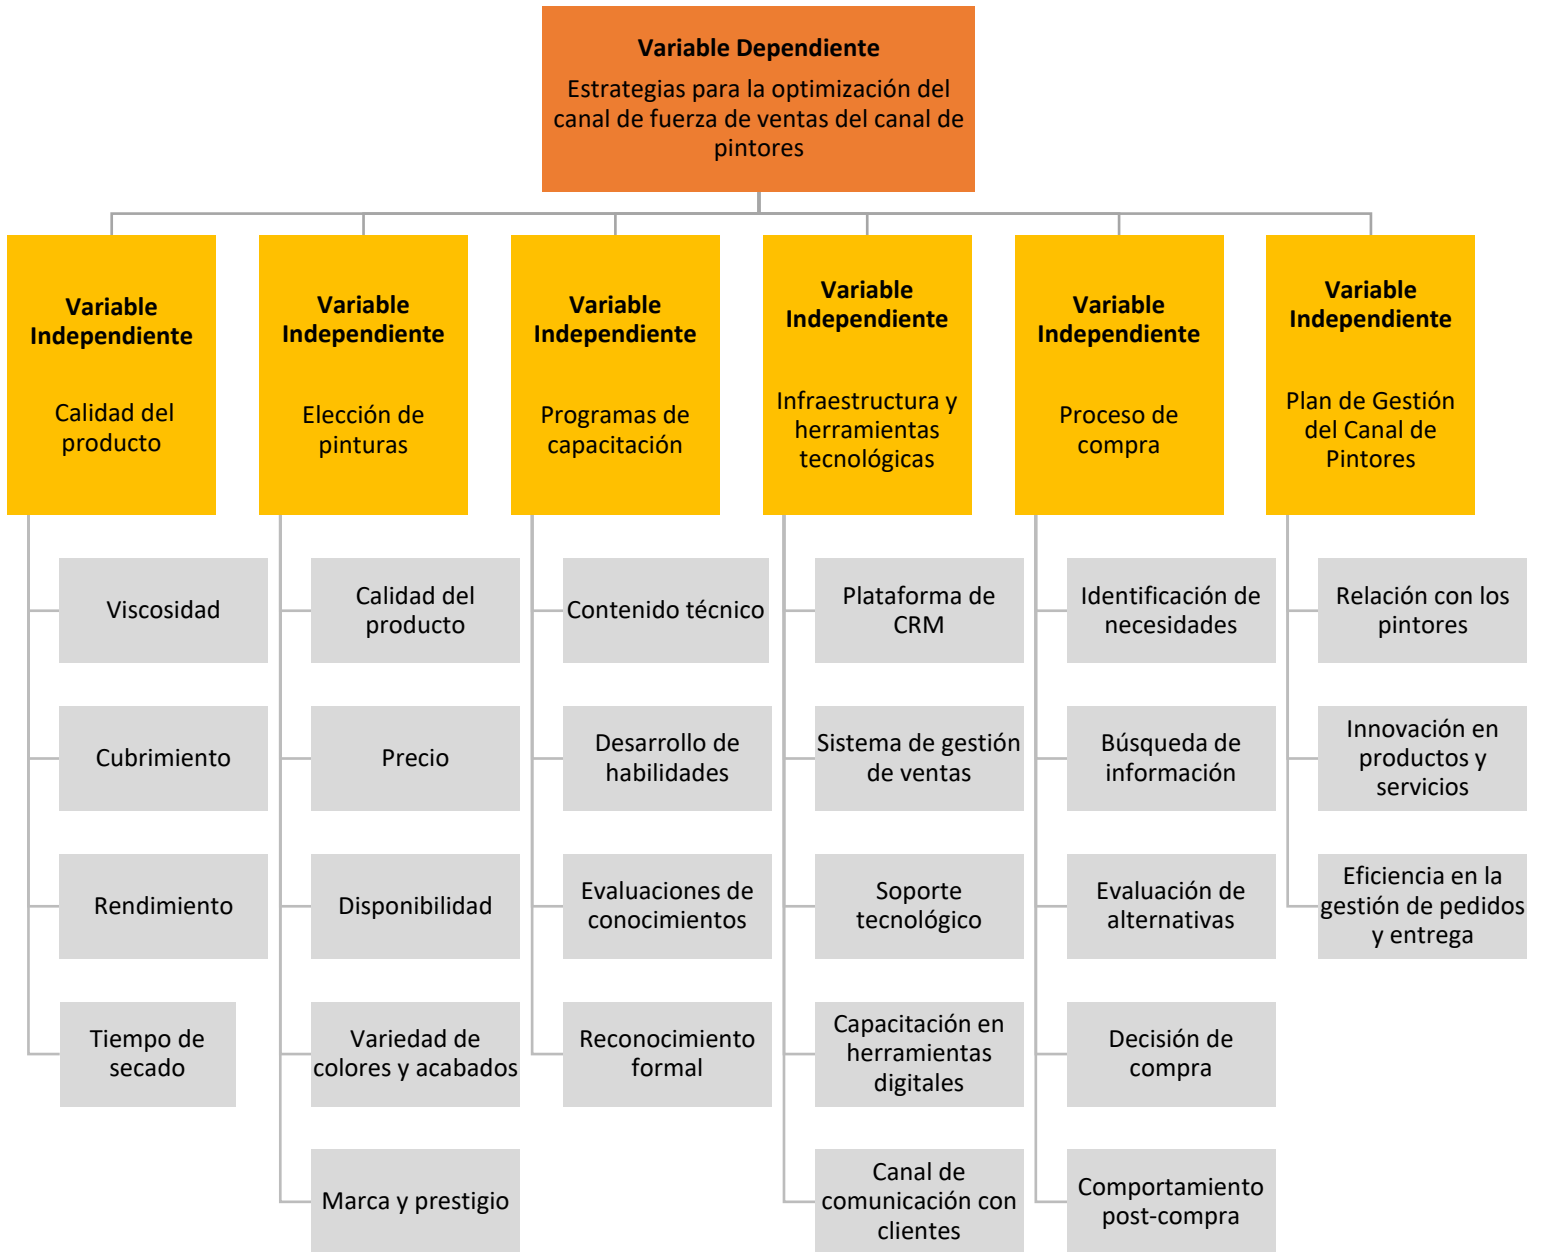 Variable Dependiente
Estrategias para la optimización del
canal de fuerza de ventas del canal de
pintores
Variable
Independiente
Calidad del
producto
Viscosidad
Cubrimiento
Rendimiento
Tiempo de
secado
Variable
Independiente
Elección de
pinturas
Calidad del
producto
Precio
Disponibilidad
Variedad de
colores y acabados
Marca y prestigio
Variable
Independiente
Programas de
capacitación
Contenido técnico
Desarrollo de
habilidades
Evaluaciones de
conocimientos
Reconocimiento
formal
Variable
Independiente
Infraestructura y
herramientas
tecnológicas
Plataforma de
CRM
Sistema de gestión
de ventas
Soporte
tecnológico
Capacitación en
herramientas
digitales
Canal de
comunicación con
clientes
Variable
Independiente
Proceso de
compra
Identificación de
necesidades
Búsqueda de
información
Evaluación de
alternativas
Decisión de
compra
Comportamiento
post-compra
Variable
Independiente
Plan de Gestión
del Canal de
Pintores
Relación con los
pintores
Innovación en
productos y
servicios
Eficiencia en la
gestión de pedidos
y entrega